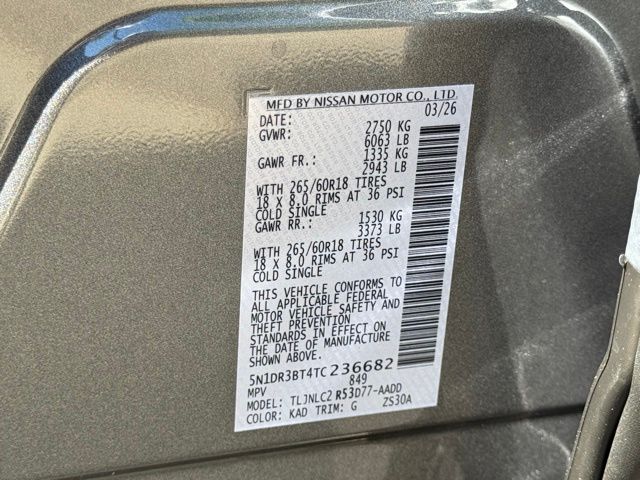 MFD BY NISSAN MOTOR CO., LTD.
DATE: 03/26
GVWR: 2750 KG
6063 LB
GAWR FR.: 1335 KG
2943 LB
WITH 265/60R18 TIRES
18 X 8.0 RIMS AT 36 PSI
COLD SINGLE
GAWR RR.: 1530 KG
3373 LB
WITH 265/60R18 TIRES
18 X 8.0 RIMS AT 36 PSI
COLD SINGLE
THIS VEHICLE CONFORMS TO
ALL APPLICABLE FEDERAL
MOTOR VEHICLE SAFETY AND
THEFT PREVENTION
STANDARDS IN EFFECT ON
THE DATE OF MANUFACTURE
SHOWN ABOVE.
5N1DR3BT4TC236682
MPV 849
MODEL: TLJNLC2 R53D77-AADD
COLOR: KAD TRIM: G ZS30A